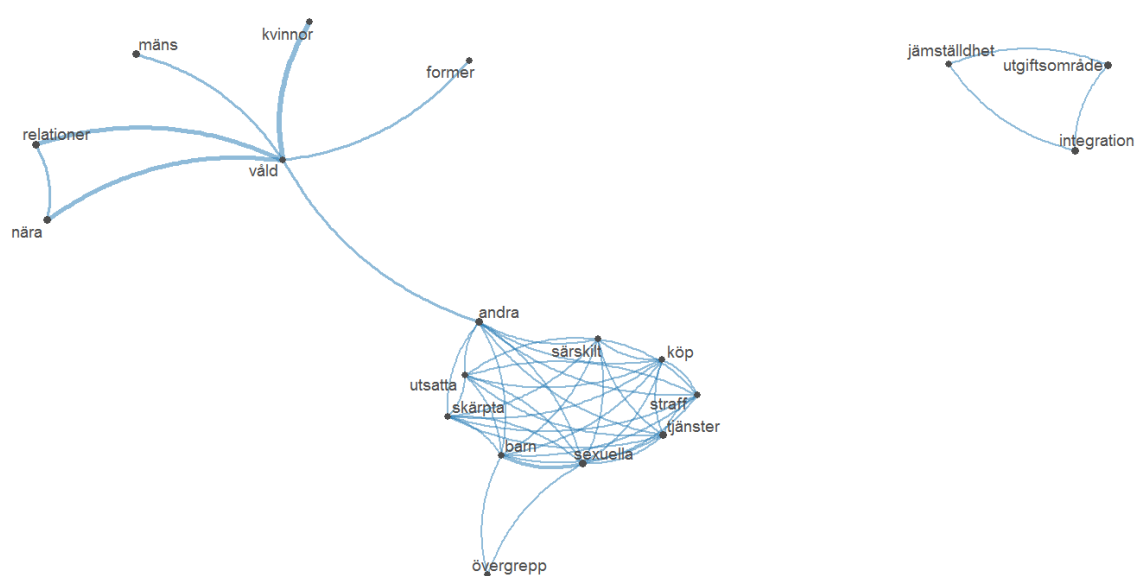 kvinnor
mäns
jämställdhet
utgiftsområde
former
relationer
integration
våld
nära
andra
särskilt
köp
utsatta
straff
skärpta
tjänster
barn
sexuella
övergrepp